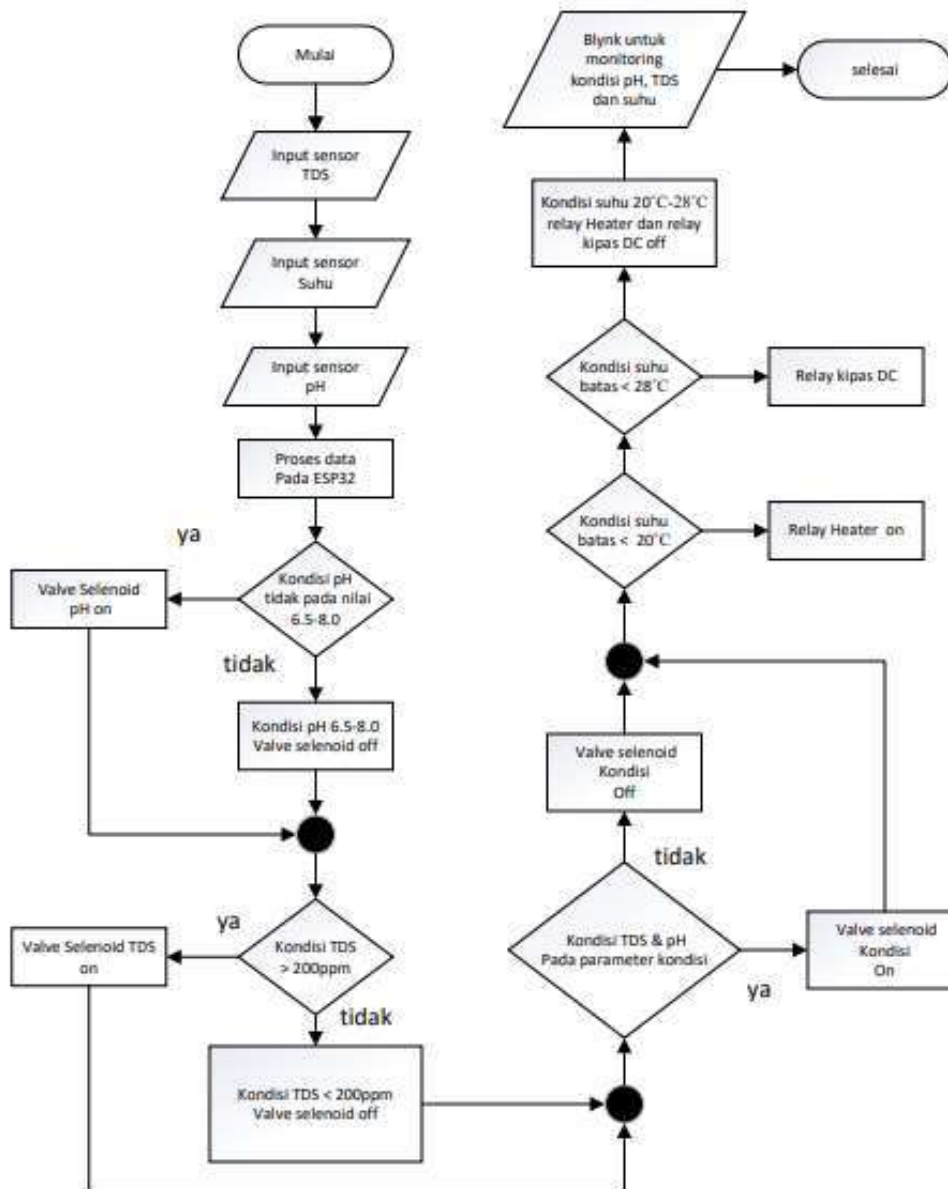 Mulai
Input sensor
TDS
Input sensor
Suhu
Input sensor
pH
Proses data
Pada ESP32
ya
Kondisi pH
tidak pada nilai
6.5-8.0
Valve Selenoid
pH on
tidak
Kondisi pH 6.5-8.0
Valve selenoid off
ya
Kondisi TDS
> 200ppm
Valve Selenoid TDS
on
tidak
Kondisi TDS < 200ppm
Valve selenoid off
Kondisi TDS & pH
Pada parameter kondisi
ya
Valve selenoid
Kondisi
On
tidak
Valve selenoid
Kondisi
Off
Kondisi suhu
batas < 20°C
Relay Heater on
Kondisi suhu
batas < 28°C
Relay kipas DC
Kondisi suhu 20°C-28°C
relay Heater dan relay
kipas DC off
Blynk untuk
monitoring
kondisi pH, TDS
dan suhu
selesai